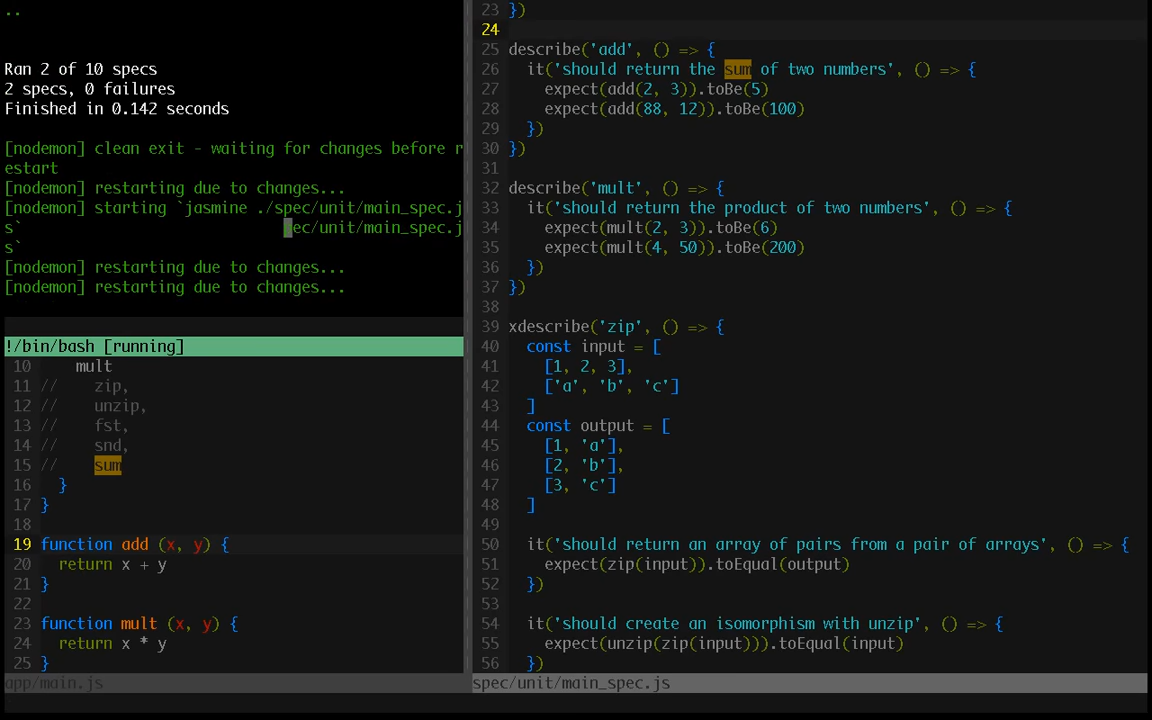 ..
Ran 2 of 10 specs
2 specs, 0 failures
Finished in 0.142 seconds
[nodemon] clean exit - waiting for changes before r
estart
[nodemon] restarting due to changes...
[nodemon] starting `jasmine ./spec/unit/main_spec.j
s`                             ec/unit/main_spec.j
s`
[nodemon] restarting due to changes...
[nodemon] restarting due to changes...
!/bin/bash [running]
10     mult
11 //    zip,
12 //    unzip,
13 //    fst,
14 //    snd,
15 //    sum
16   }
17 }
18
19 function add (x, y) {
20   return x + y
21 }
22
23 function mult (x, y) {
24   return x * y
25 }
app/main.js
23 })
24
25 describe('add', () => {
26   it('should return the sum of two numbers', () => {
27     expect(add(2, 3)).toBe(5)
28     expect(add(88, 12)).toBe(100)
29   })
30 })
31
32 describe('mult', () => {
33   it('should return the product of two numbers', () => {
34     expect(mult(2, 3)).toBe(6)
35     expect(mult(4, 50)).toBe(200)
36   })
37 })
38
39 xdescribe('zip', () => {
40   const input = [
41     [1, 2, 3],
42     ['a', 'b', 'c']
43   ]
44   const output = [
45     [1, 'a'],
46     [2, 'b'],
47     [3, 'c']
48   ]
49
50   it('should return an array of pairs from a pair of arrays', () => {
51     expect(zip(input)).toEqual(output)
52   })
53
54   it('should create an isomorphism with unzip', () => {
55     expect(unzip(zip(input))).toEqual(input)
56   })
spec/unit/main_spec.js